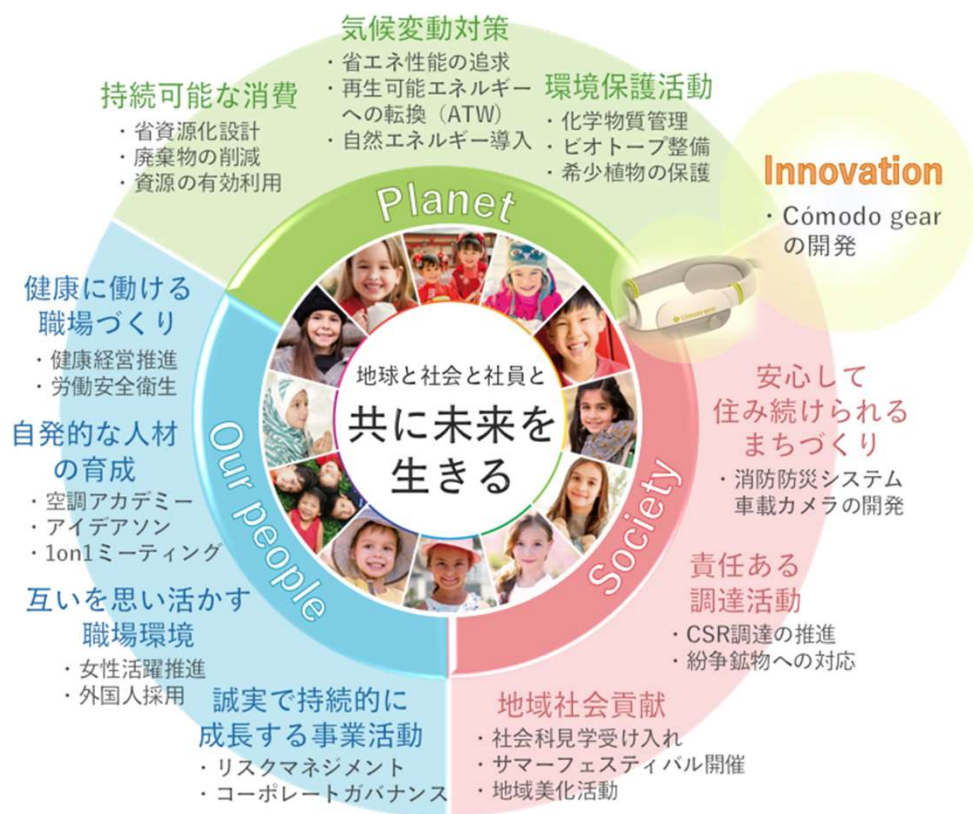 気候変動対策
・省エネ性能の追求
・再生可能エネルギー
への転換（ATW）
・自然エネルギー導入
持続可能な消費
・省資源化設計
・廃棄物の削減
・資源の有効利用
環境保護活動
・化学物質管理
・ビオトープ整備
・希少植物の保護
Innovation
・Cómodo gear
の開発
Planet
Cómodo gear
健康に働ける
職場づくり
・健康経営推進
・労働安全衛生
自発的な人材
の育成
・空調アカデミー
・アイデアソン
・1on1ミーティング
互いを思い活かす
職場環境
・女性活躍推進
・外国人採用
誠実で持続的に
成長する事業活動
・リスクマネジメント
・コーポレートガバナンス
Our people
地球と社会と社員と
共に未来を
生きる
Society
安心して
住み続けられる
まちづくり
・消防防災システム
車載カメラの開発
責任ある
調達活動
・CSR調達の推進
・紛争鉱物への対応
地域社会貢献
・社会科見学受け入れ
・サマーフェスティバル開催
・地域美化活動